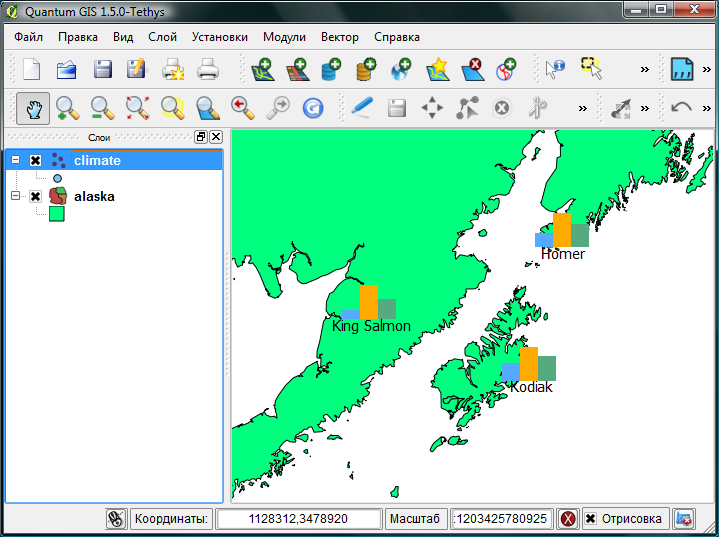 Quantum GIS 1.5.0-Tethys
Файл Правка Вид Слой Установки Модули Вектор Справка
Слои
climate
alaska
Homer
King Salmon
Kodiak
Координаты: 1128312,3478920 Масштаб :1203425780925 Отрисовка